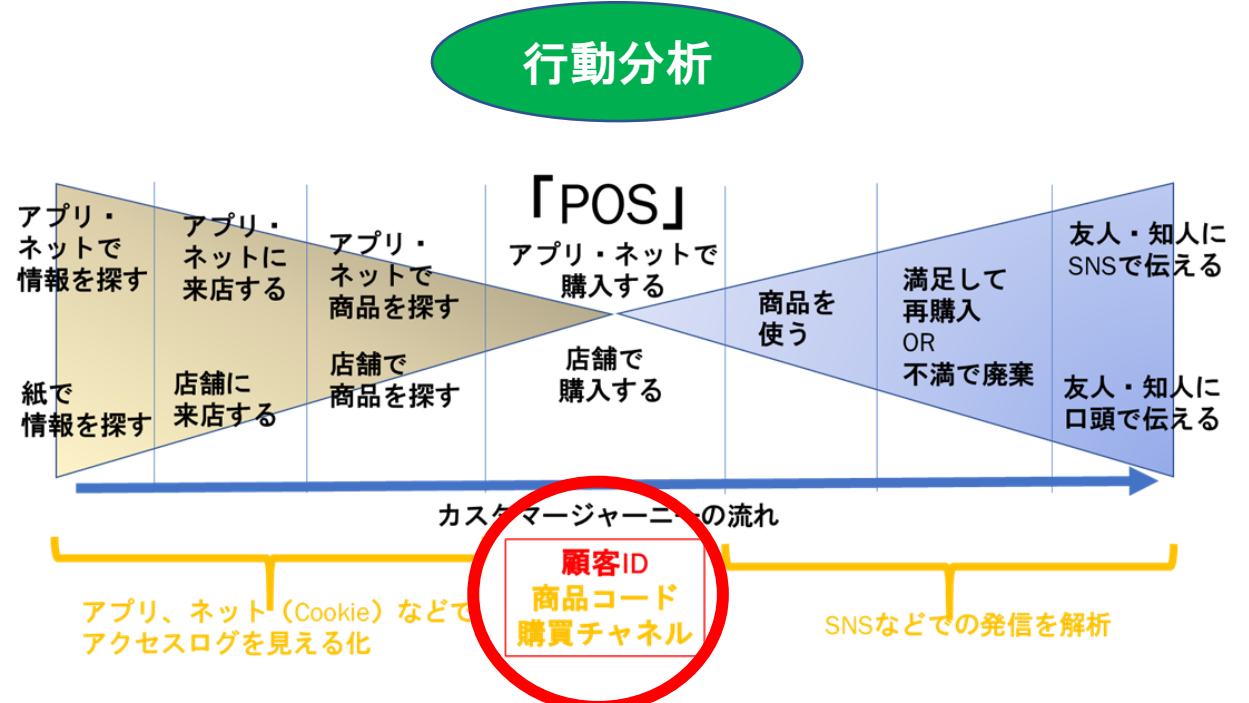 行動分析
アプリ・
ネットで
情報を探す
紙で
情報を探す
アプリ・
ネットに
来店する
店舗に
来店する
アプリ・
ネットで
商品を探す
店舗で
商品を探す
「POS」
アプリ・ネットで
購入する
店舗で
購入する
商品を
使う
満足して
再購入
OR
不満で廃棄
友人・知人に
SNSで伝える
友人・知人に
口頭で伝える
カスタマージャーニーの流れ
アプリ、ネット（Cookie）などで
アクセスログを見える化
顧客ID
商品コード
購買チャネル
SNSなどでの発信を解析